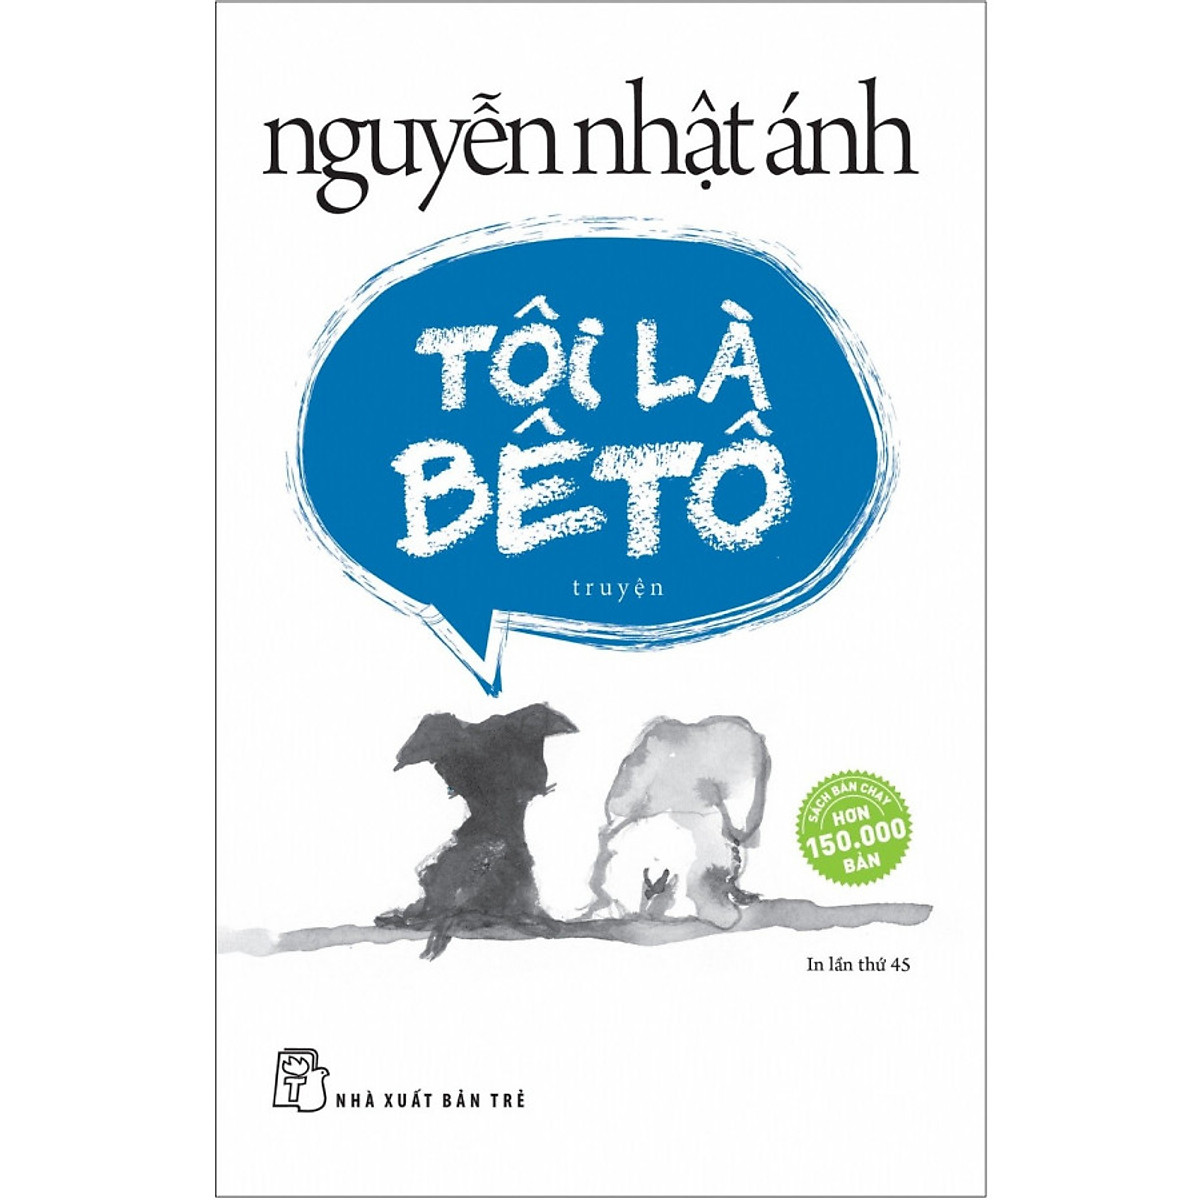 nguyễn nhật ánh
TÔi LÀ
BÊTÔ
truyện
SÁCH BÁN CHẠY
HƠN
150.000
BẢN
In lần thứ 45
T
NHÀ XUẤT BẢN TRẺ